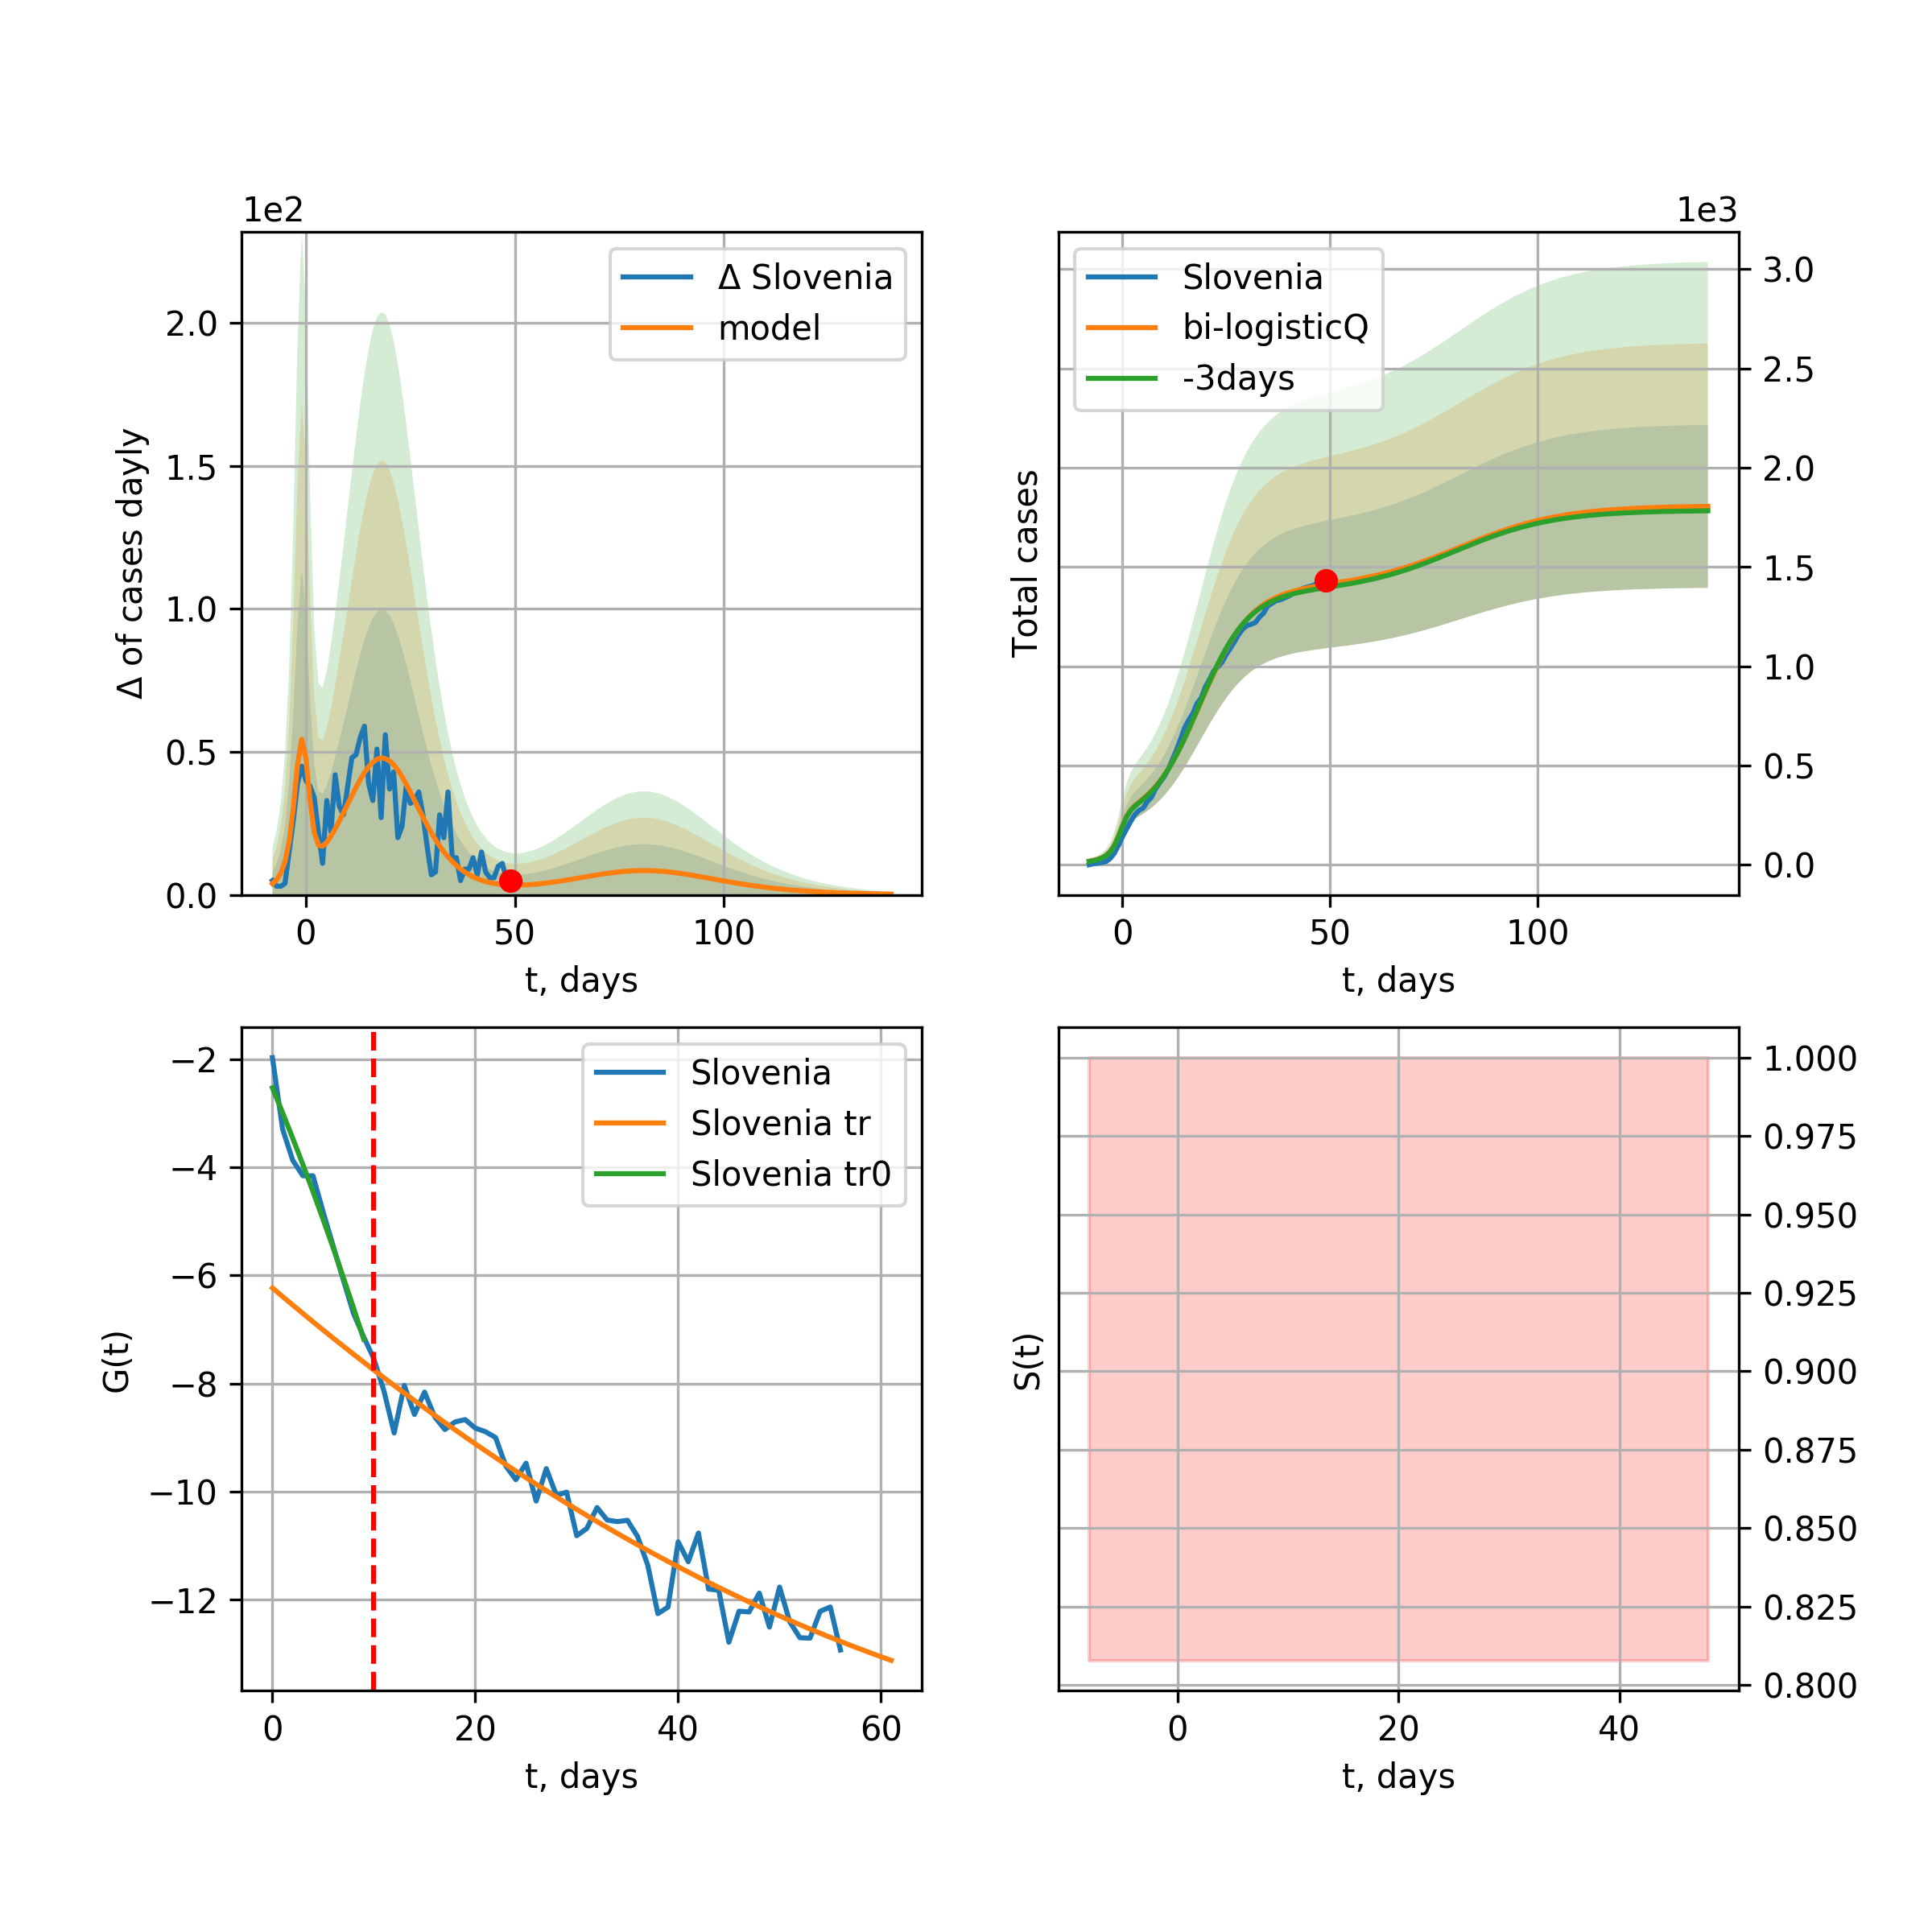 1e2
Δ of cases dayly
2.0
1.5
1.0
0.5
0.0
Δ Slovenia
model
0 50 100
t, days
1e3
Total cases
Slovenia
bi-logisticQ
-3days
3.0
2.5
2.0
1.5
1.0
0.5
0.0
0 50 100
t, days
G(t)
−2
−4
−6
−8
−10
−12
Slovenia
Slovenia tr
Slovenia tr0
0 20 40 60
t, days
S(t)
1.000
0.975
0.950
0.925
0.900
0.875
0.850
0.825
0.800
0 20 40
t, days